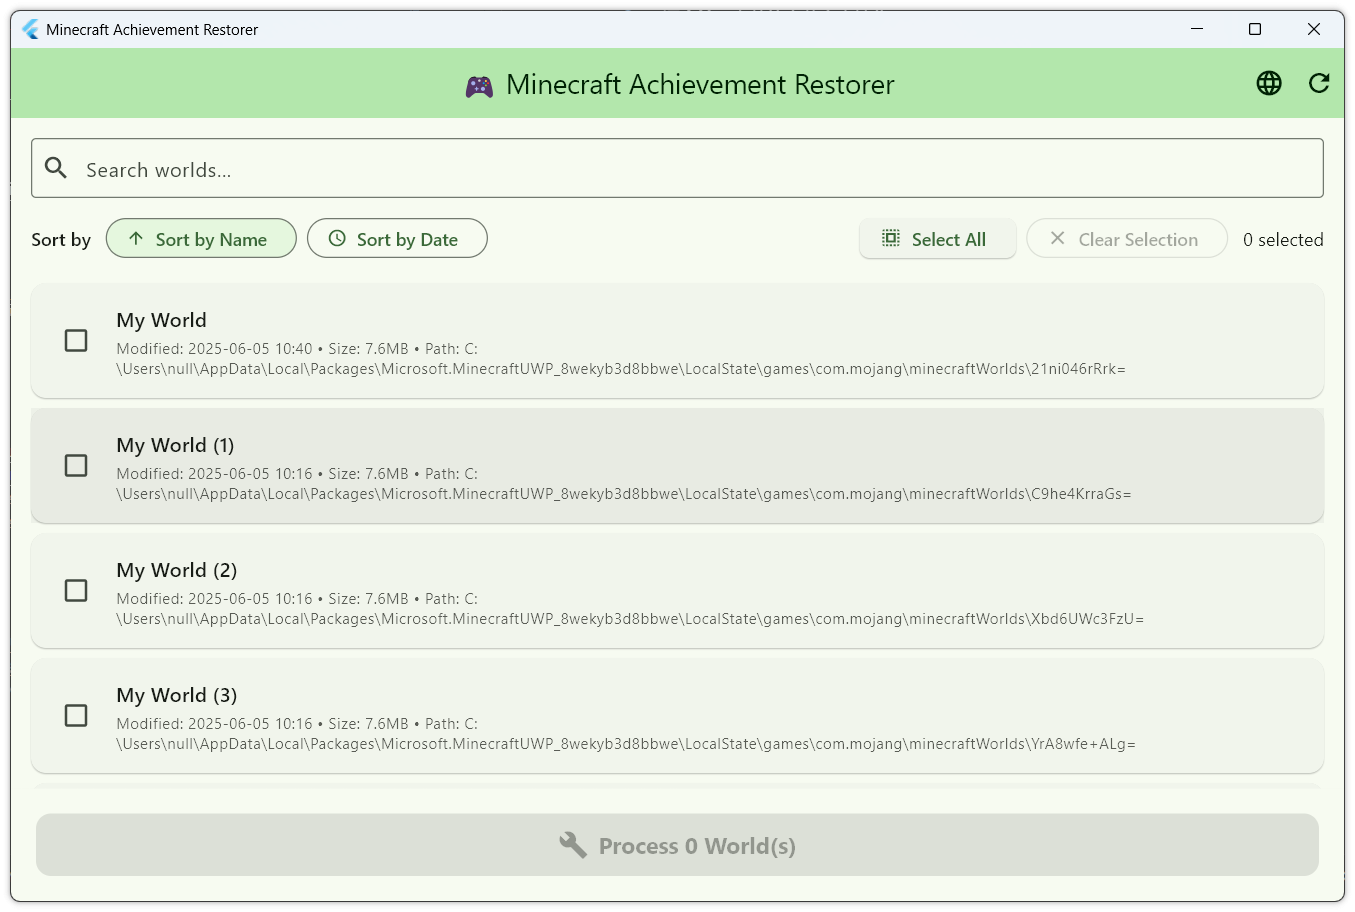 Minecraft Achievement Restorer
Minecraft Achievement Restorer
Search worlds...
Sort by
Sort by Name
Sort by Date
Select All
Clear Selection
0 selected
My World
Modified: 2025-06-05 10:40 • Size: 7.6MB • Path: C:
\Users\null\AppData\Local\Packages\Microsoft.MinecraftUWP_8wekyb3d8bbwe\LocalState\games\com.mojang\minecraftWorlds\21ni046rRrk=
My World (1)
Modified: 2025-06-05 10:16 • Size: 7.6MB • Path: C:
\Users\null\AppData\Local\Packages\Microsoft.MinecraftUWP_8wekyb3d8bbwe\LocalState\games\com.mojang\minecraftWorlds\C9he4KrraGs=
My World (2)
Modified: 2025-06-05 10:16 • Size: 7.6MB • Path: C:
\Users\null\AppData\Local\Packages\Microsoft.MinecraftUWP_8wekyb3d8bbwe\LocalState\games\com.mojang\minecraftWorlds\Xbd6UWc3FzU=
My World (3)
Modified: 2025-06-05 10:16 • Size: 7.6MB • Path: C:
\Users\null\AppData\Local\Packages\Microsoft.MinecraftUWP_8wekyb3d8bbwe\LocalState\games\com.mojang\minecraftWorlds\YrA8wfe+ALg=
Process 0 World(s)